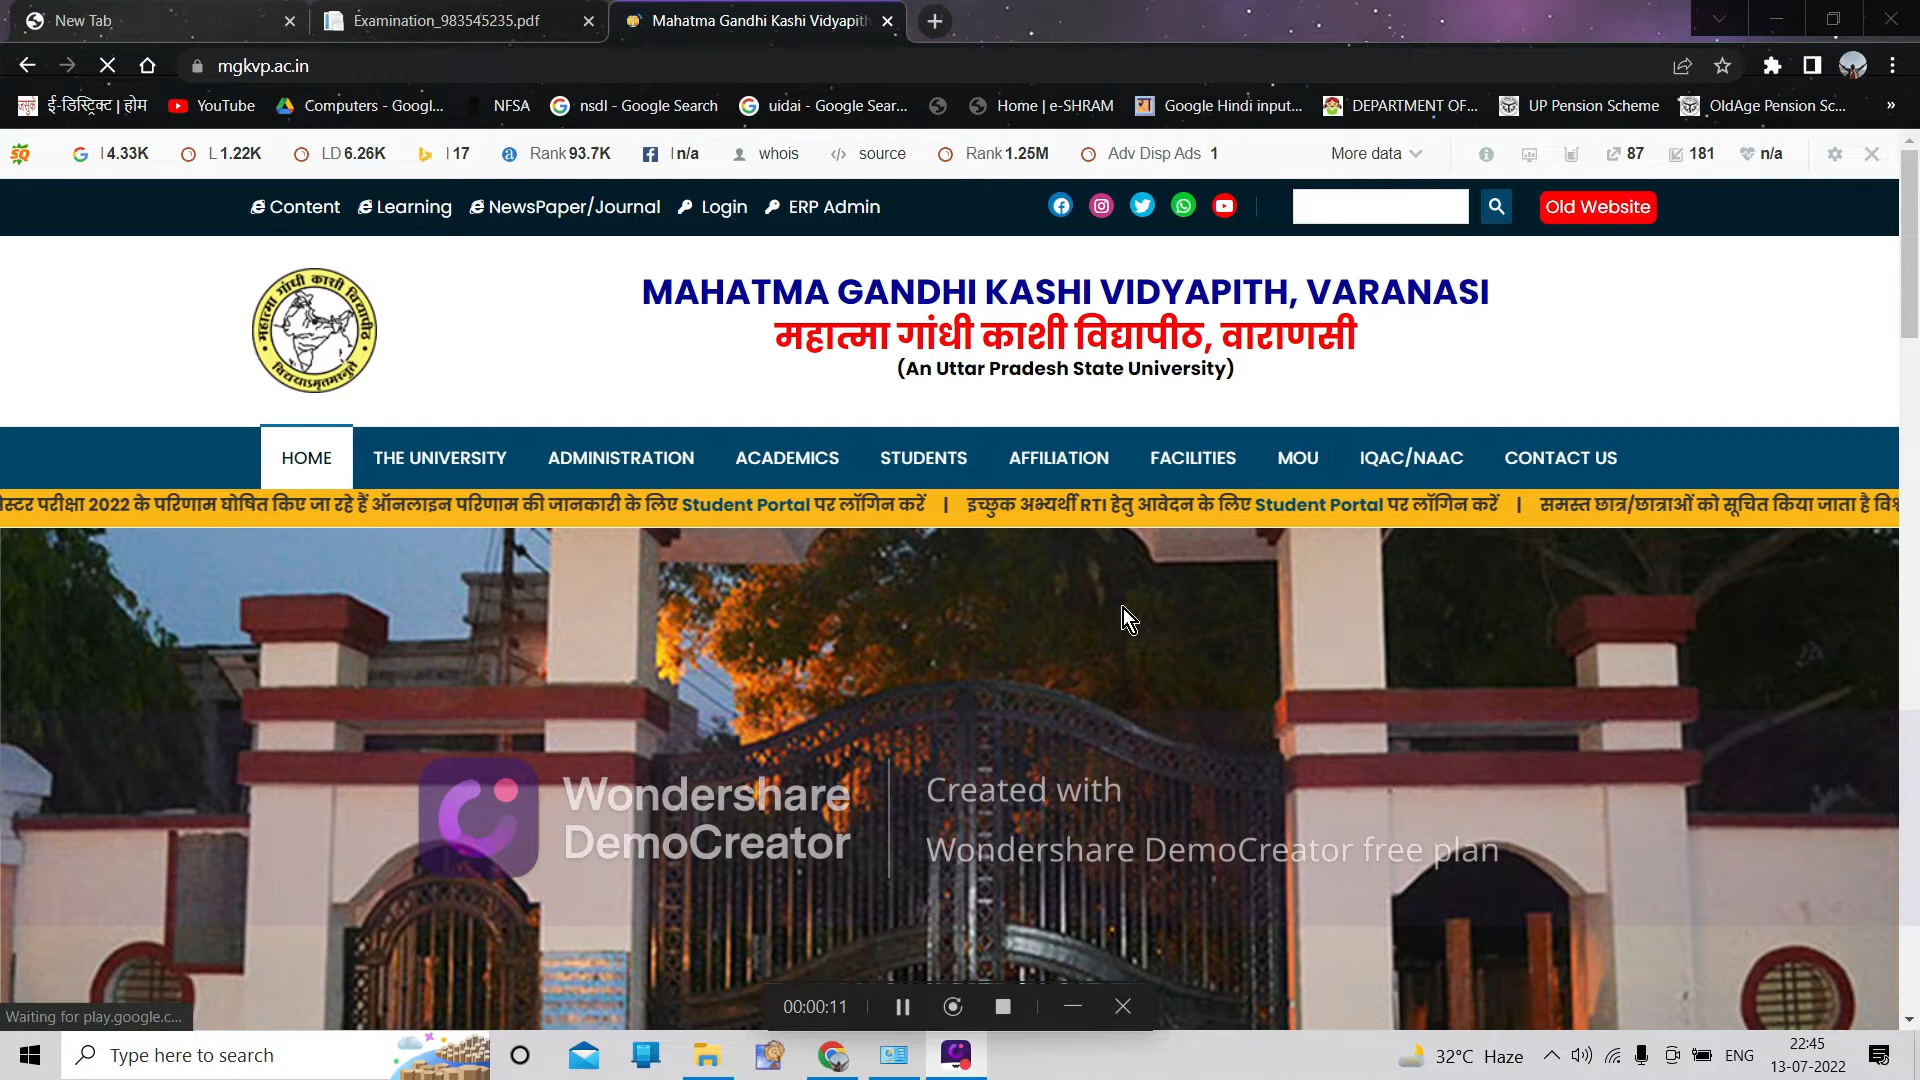 New Tab
Examination_983545235.pdf
Mahatma Gandhi Kashi Vidyapith
mgkvp.ac.in
ई-डिस्ट्रिक्ट | होम
YouTube
Computers - Googl...
NFSA
nsdl - Google Search
uidai - Google Sear...
Home | e-SHRAM
Google Hindi input...
DEPARTMENT OF...
UP Pension Scheme
OldAge Pension Sc...
»
SQ
I 4.33K
L 1.22K
LD 6.26K
I 17
Rank 93.7K
I n/a
whois
source
Rank 1.25M
Adv Disp Ads 1
More data
87
181
n/a
Content
Learning
NewsPaper/Journal
Login
ERP Admin
Old Website
MAHATMA GANDHI KASHI VIDYAPITH, VARANASI
महात्मा गांधी काशी विद्यापीठ, वाराणसी
(An Uttar Pradesh State University)
महात्मा गांधी काशी विद्यापीठ
विद्ययाऽमृतमश्नुते
HOME
THE UNIVERSITY
ADMINISTRATION
ACADEMICS
STUDENTS
AFFILIATION
FACILITIES
MOU
IQAC/NAAC
CONTACT US
स्टर परीक्षा 2022 के परिणाम घोषित किए जा रहे हैं ऑनलाइन परिणाम की जानकारी के लिए Student Portal पर लॉगिन करें | इच्छुक अभ्यर्थी RTI हेतु आवेदन के लिए Student Portal पर लॉगिन करें | समस्त छात्र/छात्राओं को सूचित किया जाता है
Wondershare
DemoCreator
Created with
Wondershare DemoCreator free plan
00:00:11
Waiting for play.google.c...
Type here to search
32°C Haze
ENG
22:45
13-07-2022